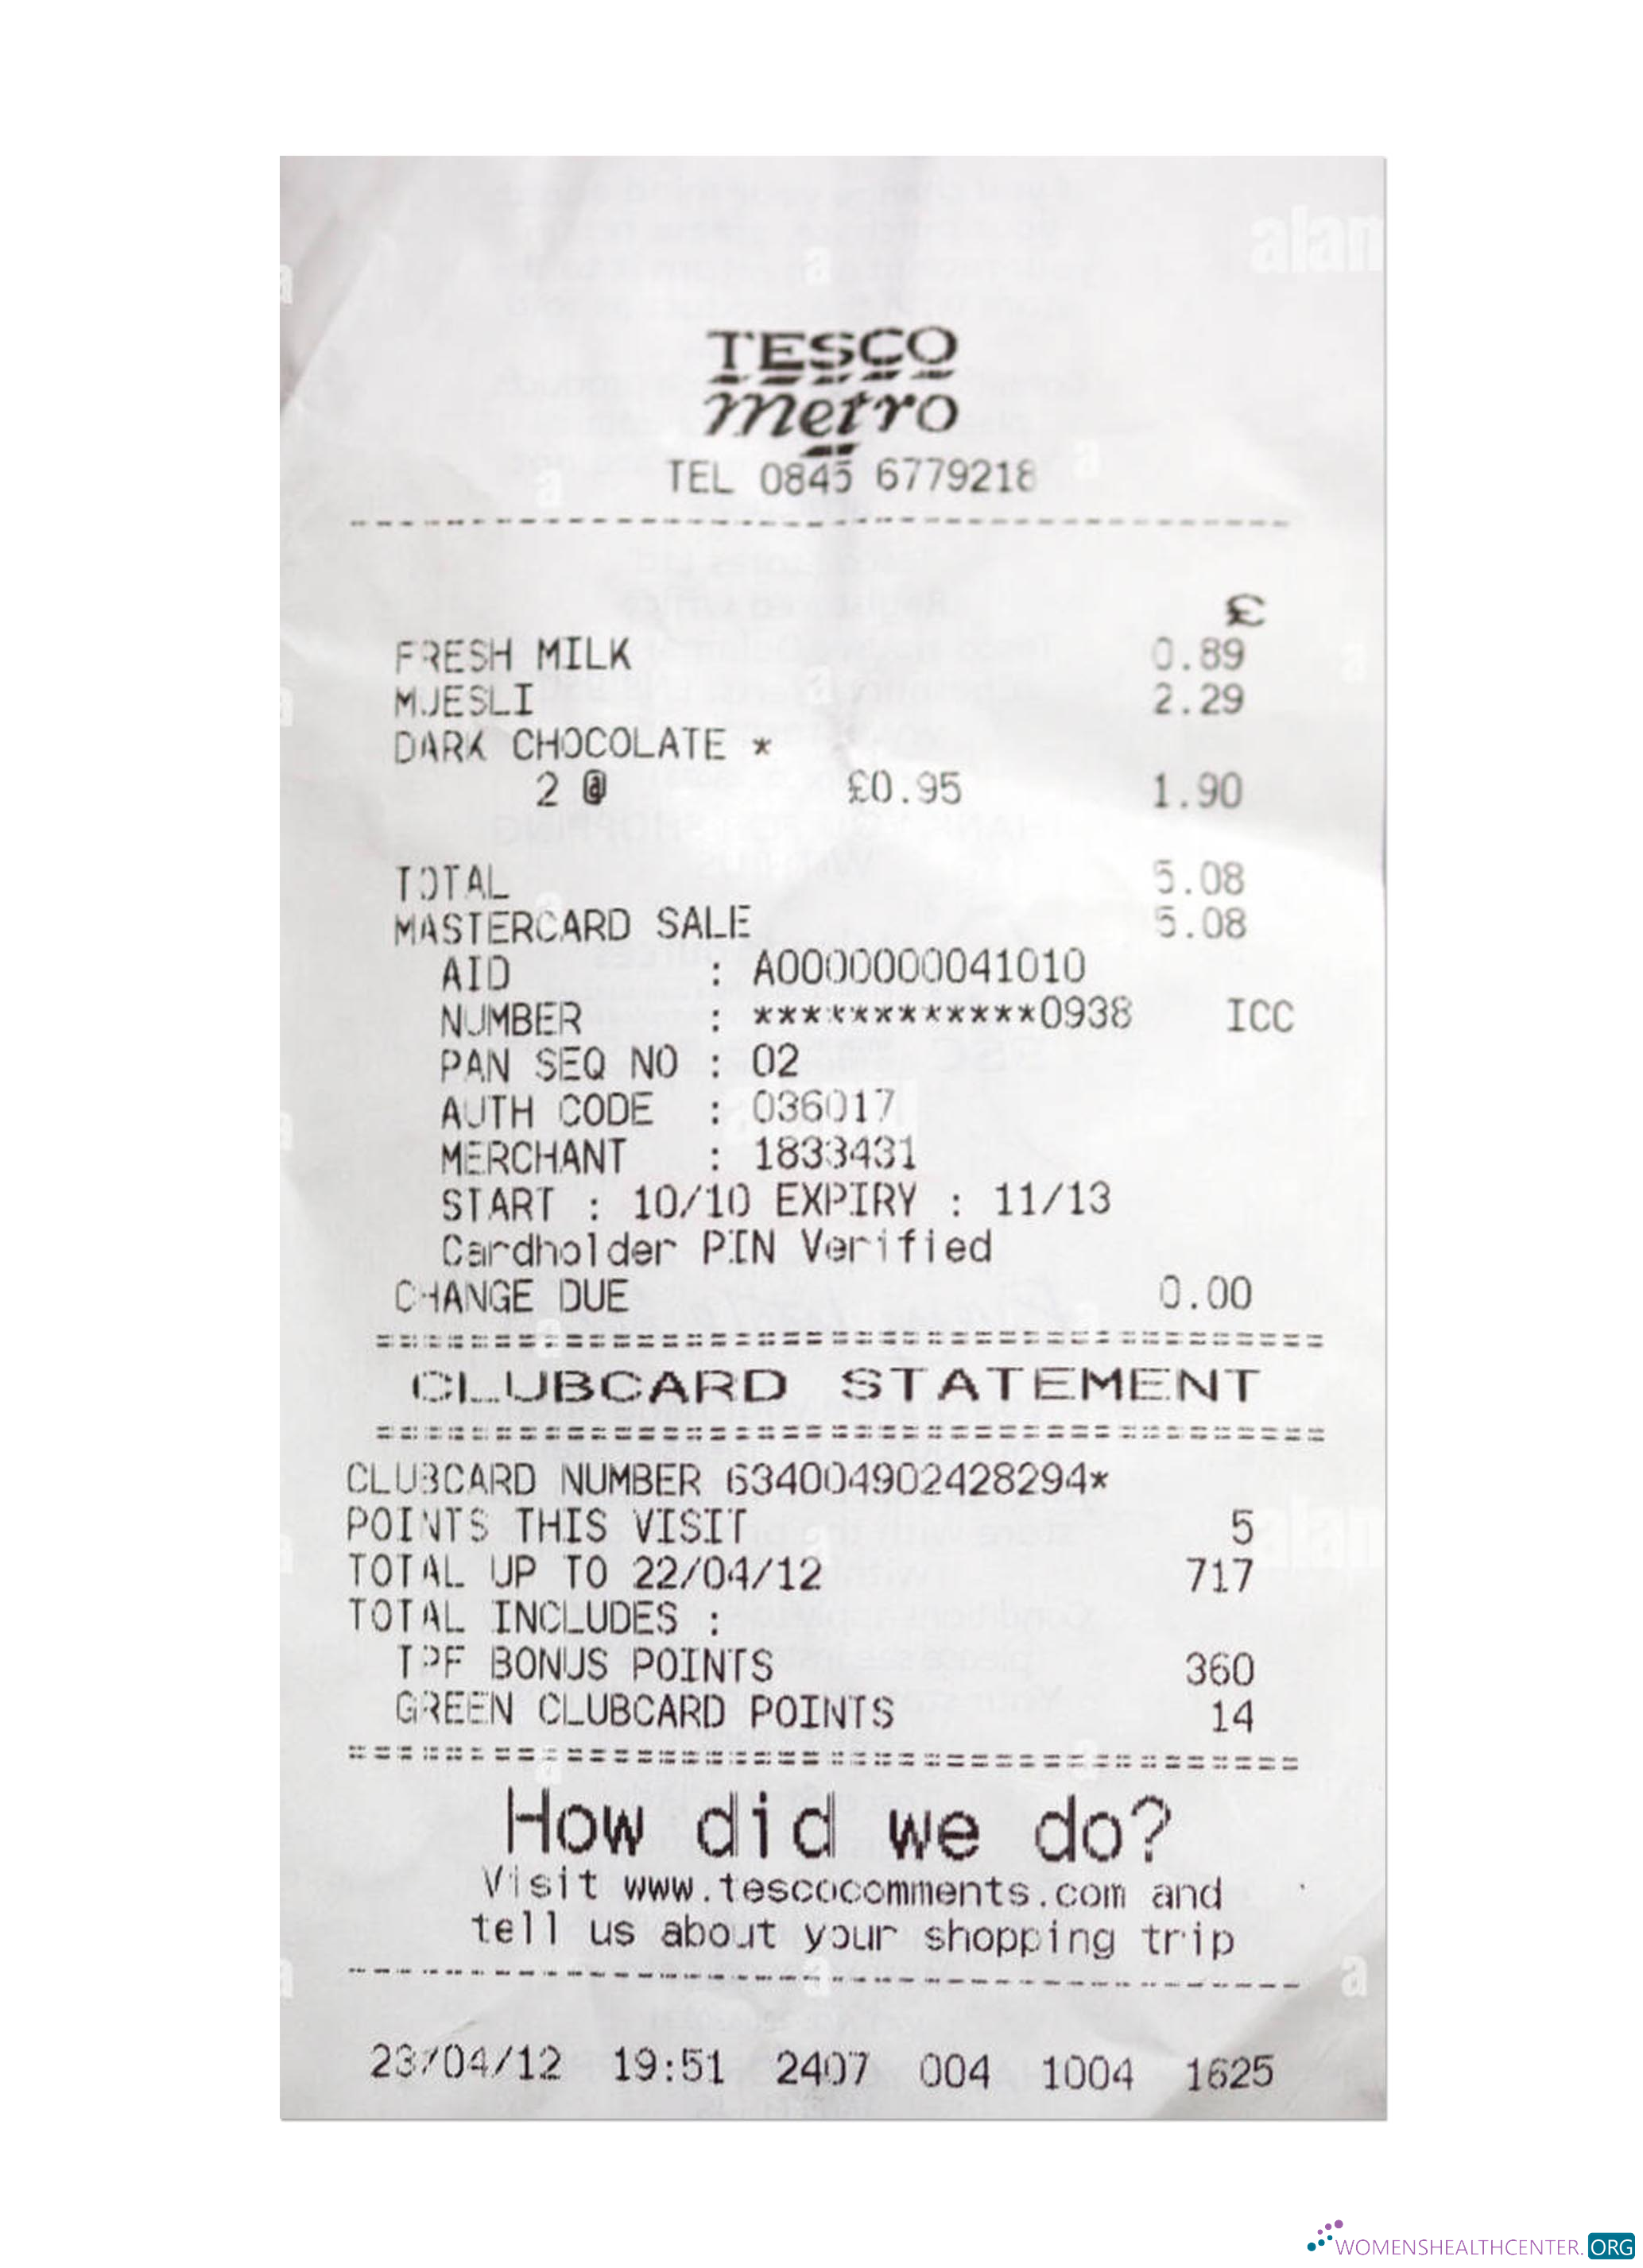 TESCO
metro
TEL 0845 6779218
£
FRESH MILK 0.89
MUESLI 2.29
DARK CHOCOLATE *
2 @ £0.95 1.90
TOTAL 5.08
MASTERCARD SALE 5.08
AID : A0000000041010
NUMBER : ************0938 ICC
PAN SEQ NO : 02
AUTH CODE : 036017
MERCHANT : 1833431
START : 10/10 EXPIRY : 11/13
Cardholder PIN Verified
CHANGE DUE 0.00
CLUBCARD STATEMENT
CLUBCARD NUMBER 634004902428294*
POINTS THIS VISIT 5
TOTAL UP TO 22/04/12 717
TOTAL INCLUDES :
TPF BONUS POINTS 360
GREEN CLUBCARD POINTS 14
How did we do?
Visit www.tescocomments.com and
tell us about your shopping trip
23/04/12 19:51 2407 004 1004 1625
WOMENSHEALTHCENTER.ORG